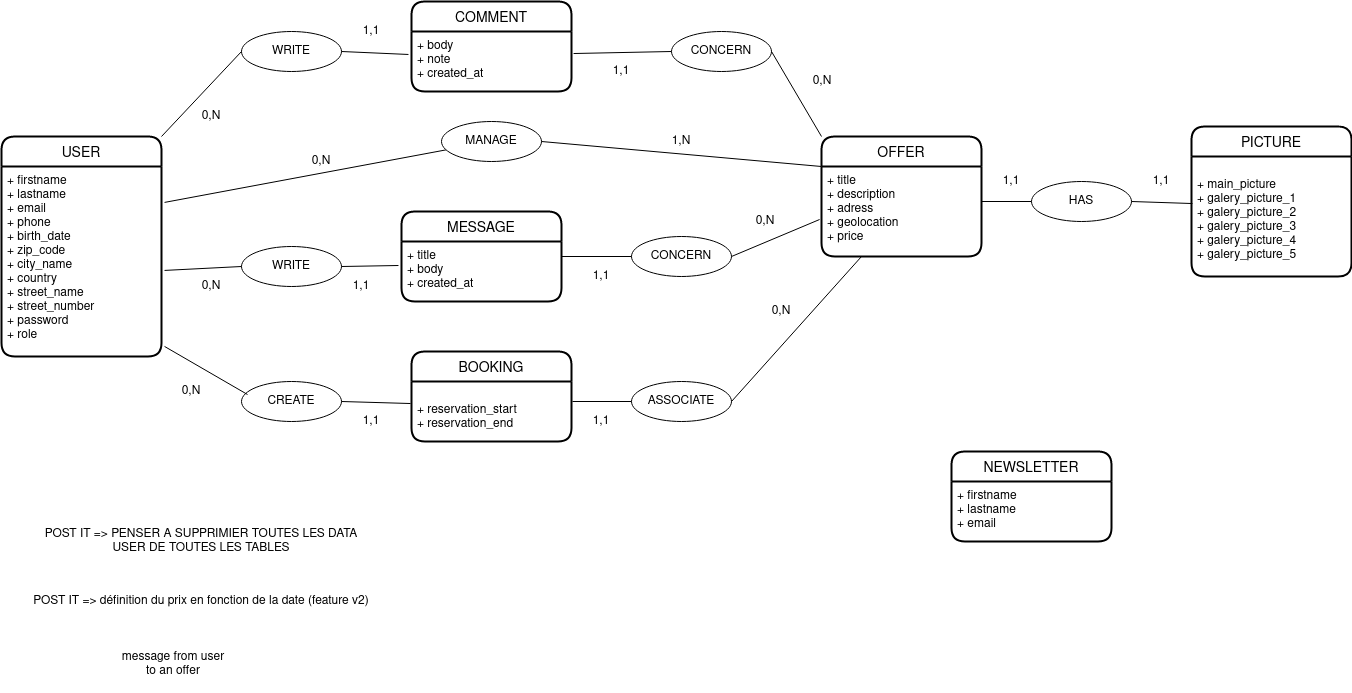 COMMENT
+ body
+ note
+ created_at
WRITE
1,1
0,N
CONCERN
1,1
0,N
USER
+ firstname
+ lastname
+ email
+ phone
+ birth_date
+ zip_code
+ city_name
+ country
+ street_name
+ street_number
+ password
+ role
MANAGE
0,N
1,N
OFFER
+ title
+ description
+ adress
+ geolocation
+ price
1,1
HAS
1,1
PICTURE
+ main_picture
+ galery_picture_1
+ galery_picture_2
+ galery_picture_3
+ galery_picture_4
+ galery_picture_5
WRITE
0,N
1,1
MESSAGE
+ title
+ body
+ created_at
CONCERN
1,1
0,N
CREATE
0,N
1,1
BOOKING
+ reservation_start
+ reservation_end
ASSOCIATE
1,1
0,N
NEWSLETTER
+ firstname
+ lastname
+ email
POST IT => PENSER A SUPPRIMIER TOUTES LES DATA
USER DE TOUTES LES TABLES
POST IT => définition du prix en fonction de la date (feature v2)
message from user
to an offer